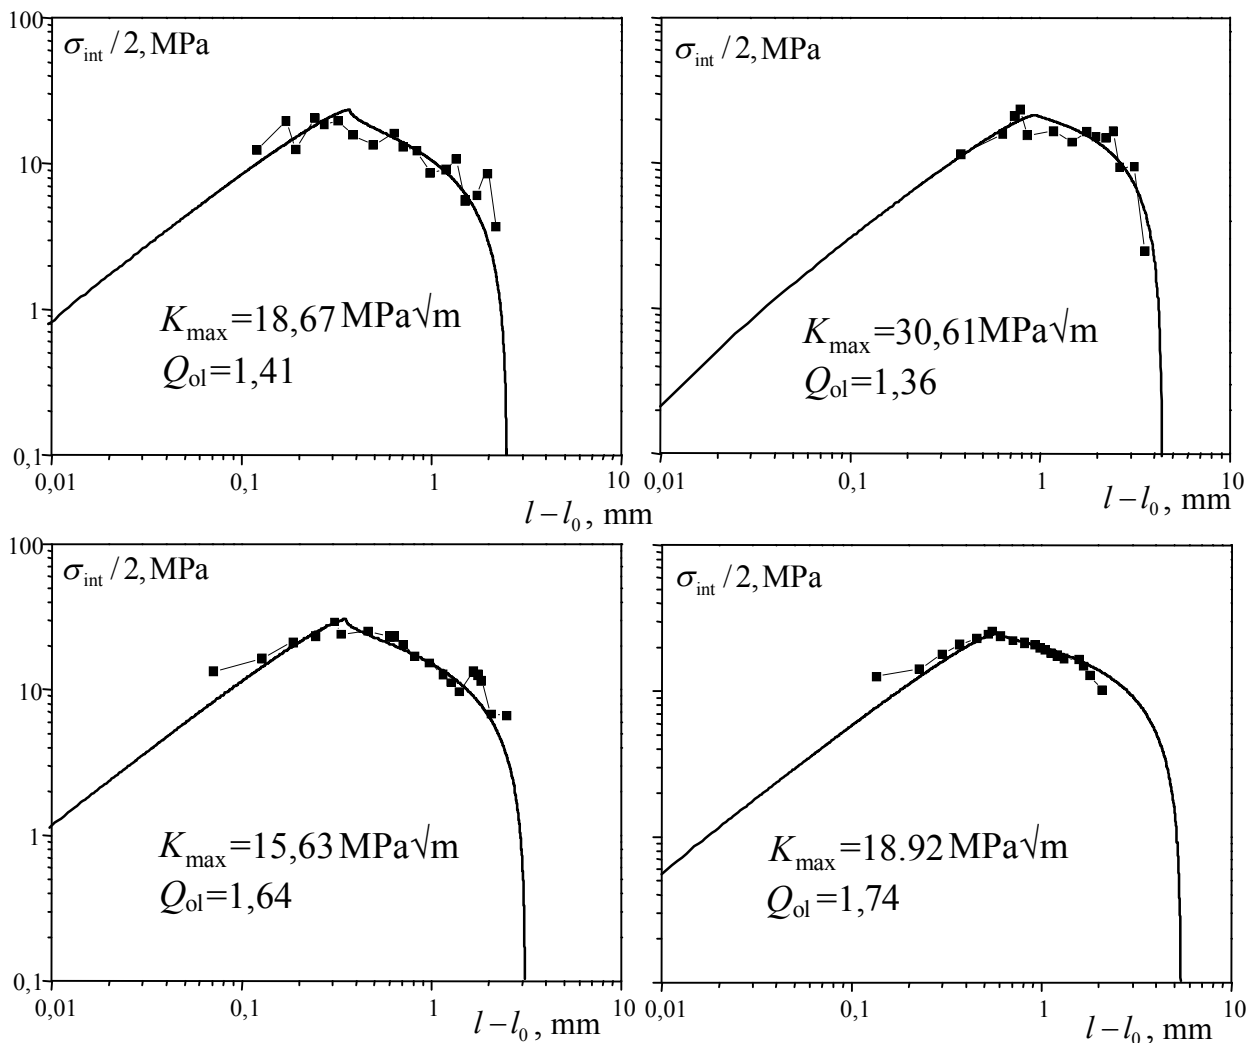 100
σint / 2, MPa
10
1
Kmax=18,67 MPa√m
Qol=1,41
0,1
0,01 0,1 1 10
l – l0, mm
σint / 2, MPa
Kmax=30,61MPa√m
Qol=1,36
0,01 0,1 1 10
l – l0, mm
100
σint / 2, MPa
10
1
Kmax=15,63 MPa√m
Qol=1,64
0,1
0,01 0,1 1 10
l – l0, mm
σint / 2, MPa
Kmax=18.92 MPa√m
Qol=1,74
0,01 0,1 1 10
l – l0, mm